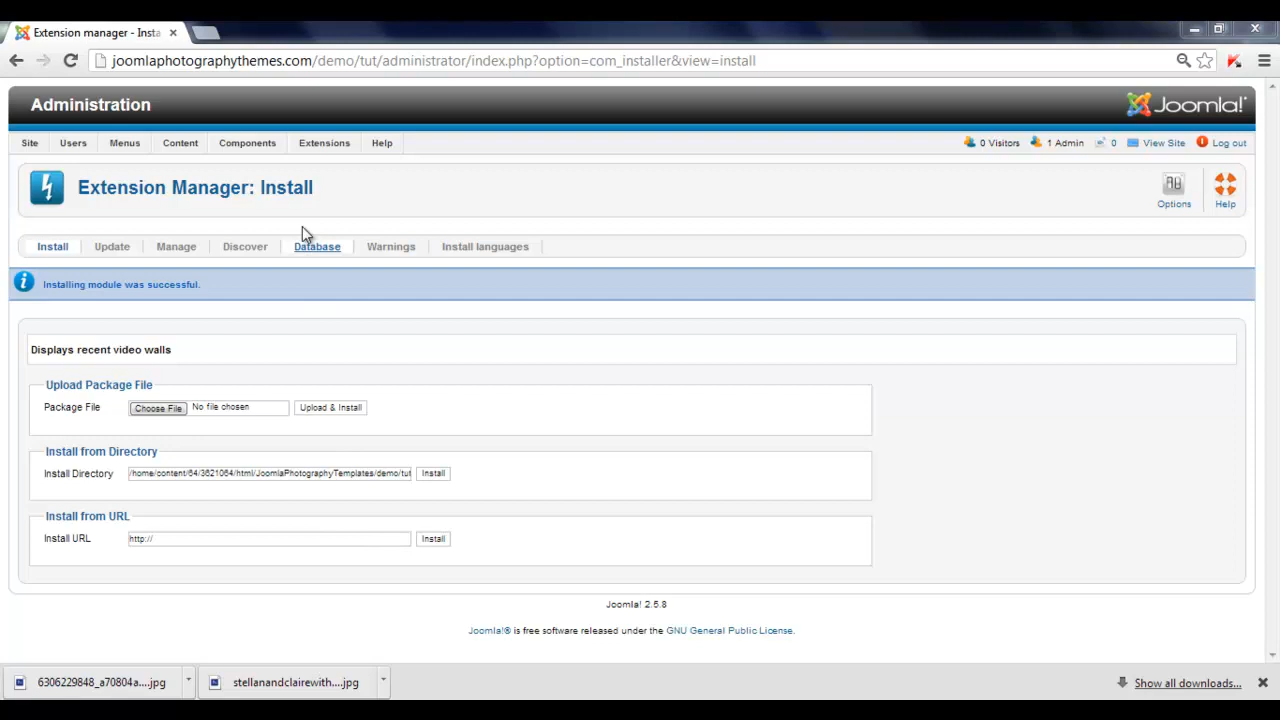 Extension manager - Insta
joomlaphotographythemes.com/demo/tut/administrator/index.php?option=com_installer&view=install
Administration
Joomla!
Site Users Menus Content Components Extensions Help 0 Visitors 1 Admin 0 View Site Log out
Extension Manager: Install
Options Help
Install Update Manage Discover Database Warnings Install languages
Installing module was successful.
Displays recent video walls
Upload Package File
Package File Choose File No file chosen Upload & Install
Install from Directory
Install Directory /home/content/64/3621064/html/JoomlaPhotographyTemplates/demo/tut Install
Install from URL
Install URL http:// Install
Joomla! 2.5.8
Joomla!® is free software released under the GNU General Public License.
6306229848_a70804a....jpg stellanandclairewith....jpg Show all downloads...